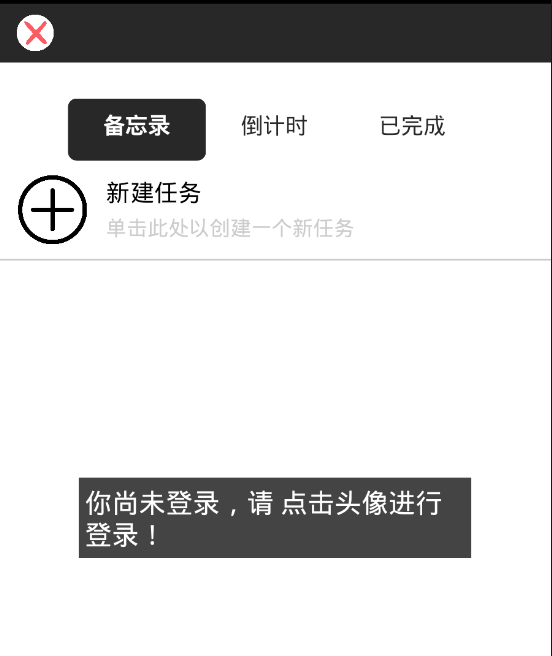 备忘录 倒计时 已完成
新建任务
单击此处以创建一个新任务
你尚未登录，请 点击头像进行
登录！